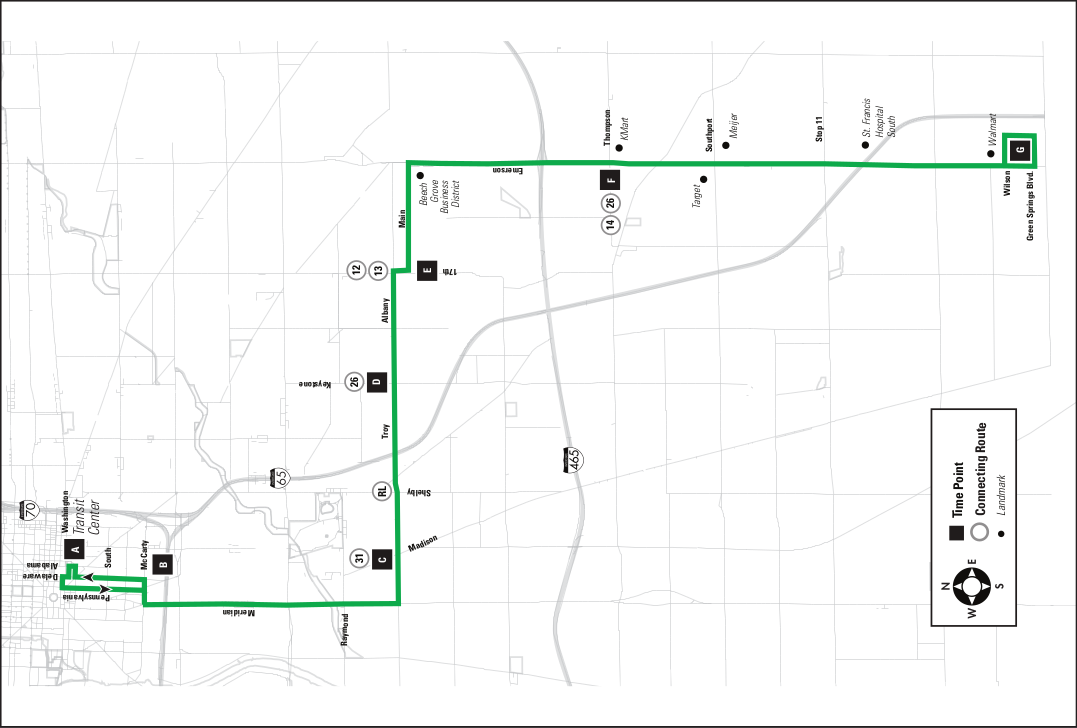 70
Washington
Transit
Center
A
Alabama
Delaware
Pennsylvania
South
McCarty
B
65
Meridian
Raymond
31
C
Madison
RL
Shelby
Troy
Keystone
26
D
Albany
12
13
E
17th
Main
Beech
Grove
Business
District
Emerson
465
Thompson
KMart
F
26
14
Southport
Meijer
Target
Stop 11
St. Francis
Hospital
South
Walmart
G
Wilson
Green Springs Blvd.
Time Point
Connecting Route
Landmark
N
E
S
W